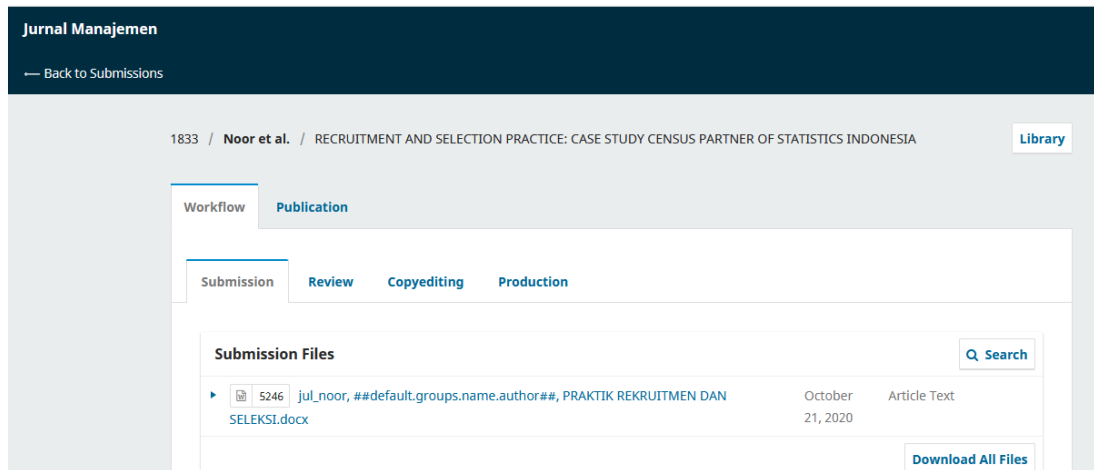 Jurnal Manajemen
← Back to Submissions
1833 / Noor et al. / RECRUITMENT AND SELECTION PRACTICE: CASE STUDY CENSUS PARTNER OF STATISTICS INDONESIA
Library
Workflow Publication
Submission Review Copyediting Production
Submission Files
Search
5246 jul_noor, ##default.groups.name.author##, PRAKTIK REKRUITMEN DAN
SELEKSI.docx
October
21, 2020
Article Text
Download All Files